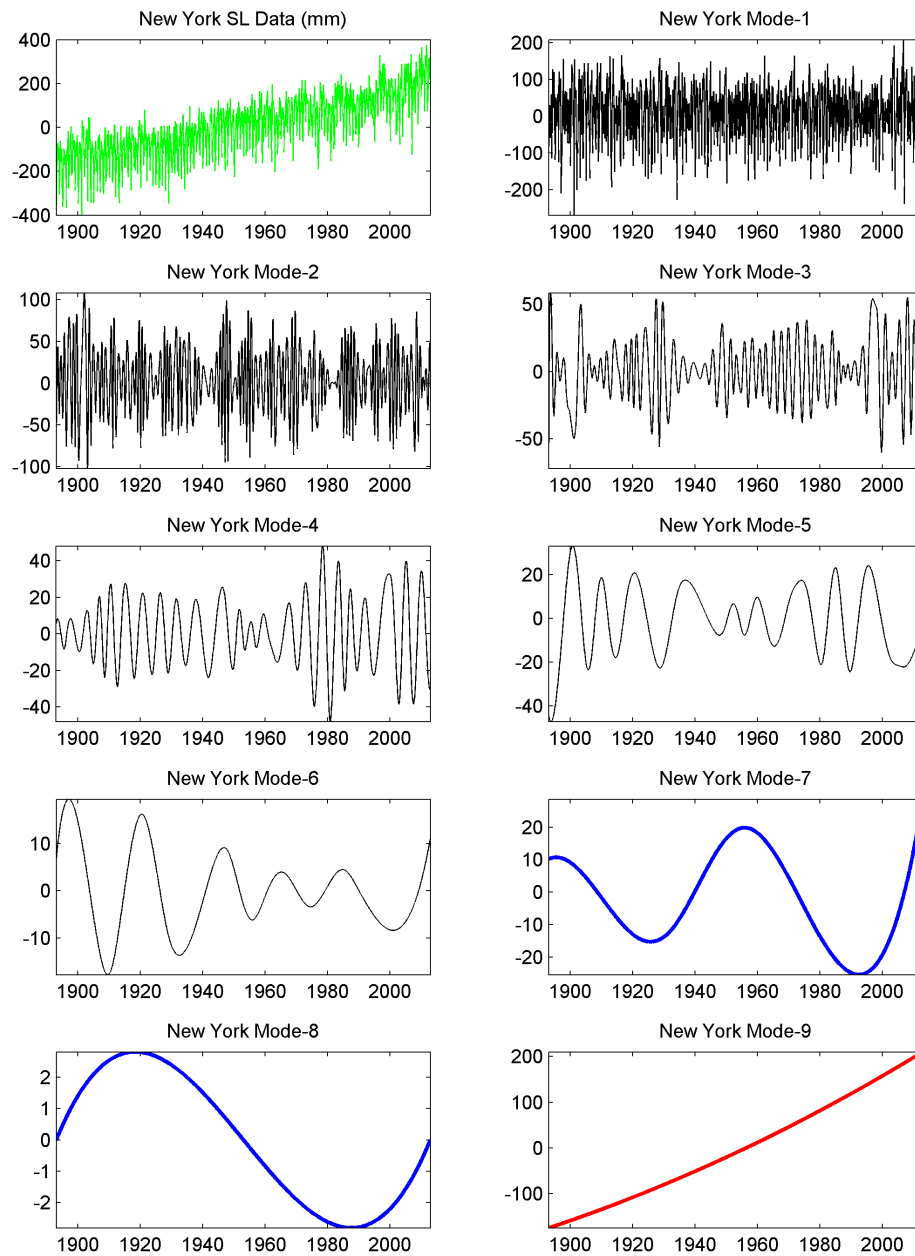 New York SL Data (mm)
400
200
0
-200
-400
1900 1920 1940 1960 1980 2000
New York Mode-1
200
100
0
-100
-200
1900 1920 1940 1960 1980 2000
New York Mode-2
100
50
0
-50
-100
1900 1920 1940 1960 1980 2000
New York Mode-3
50
0
-50
1900 1920 1940 1960 1980 2000
New York Mode-4
40
20
0
-20
-40
1900 1920 1940 1960 1980 2000
New York Mode-5
20
0
-20
-40
1900 1920 1940 1960 1980 2000
New York Mode-6
10
0
-10
1900 1920 1940 1960 1980 2000
New York Mode-7
20
10
0
-10
-20
1900 1920 1940 1960 1980 2000
New York Mode-8
2
1
0
-1
-2
1900 1920 1940 1960 1980 2000
New York Mode-9
200
100
0
-100
1900 1920 1940 1960 1980 2000